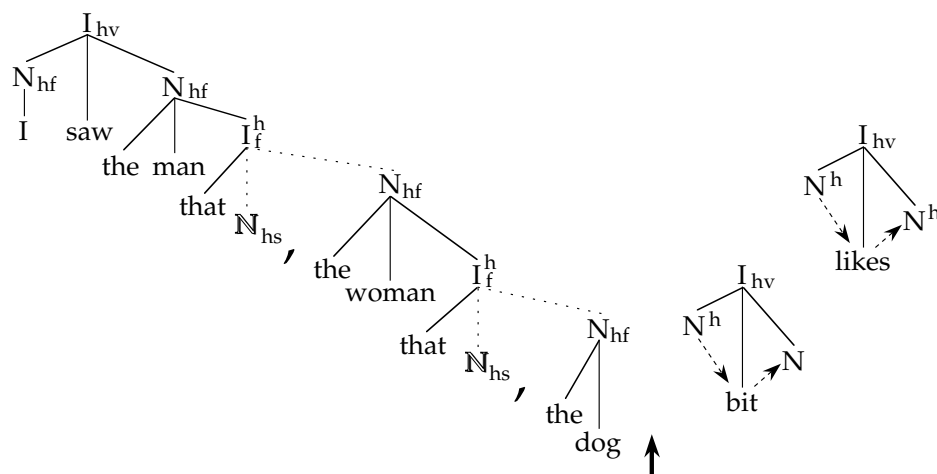 I hv
N hf
N hf
I
saw
the man
I h f
that
N hf
ℕ hs ,
the
woman
I h f
that
N hf
ℕ hs ,
the
dog
I hv
N h
N h
likes
I hv
N h
N
bit